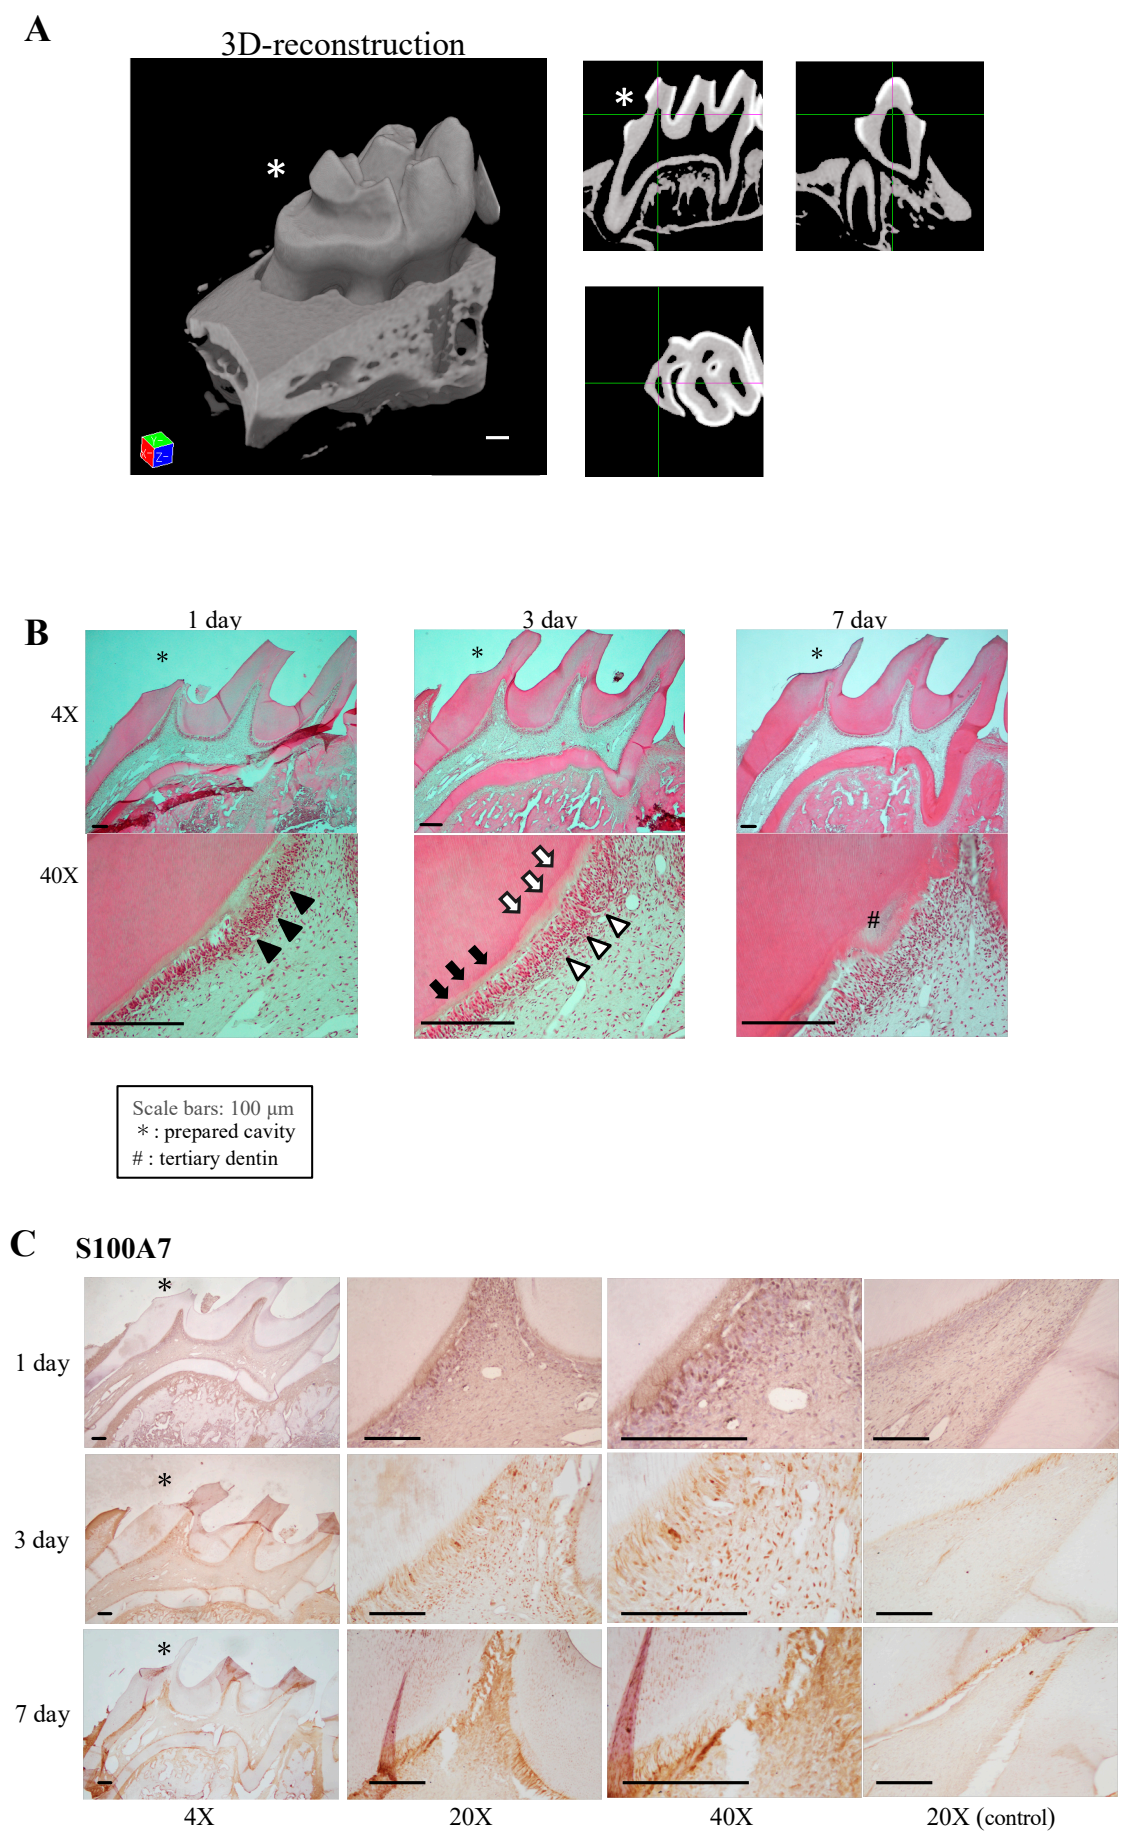 A
3D-reconstruction
*
*
Y-
X-
Z-
B
1 day
3 day
7 day
*
*
*
4X
40X
#
Scale bars: 100 μm
* : prepared cavity
# : tertiary dentin
C S100A7
*
1 day
*
3 day
*
7 day
4X
20X
40X
20X (control)